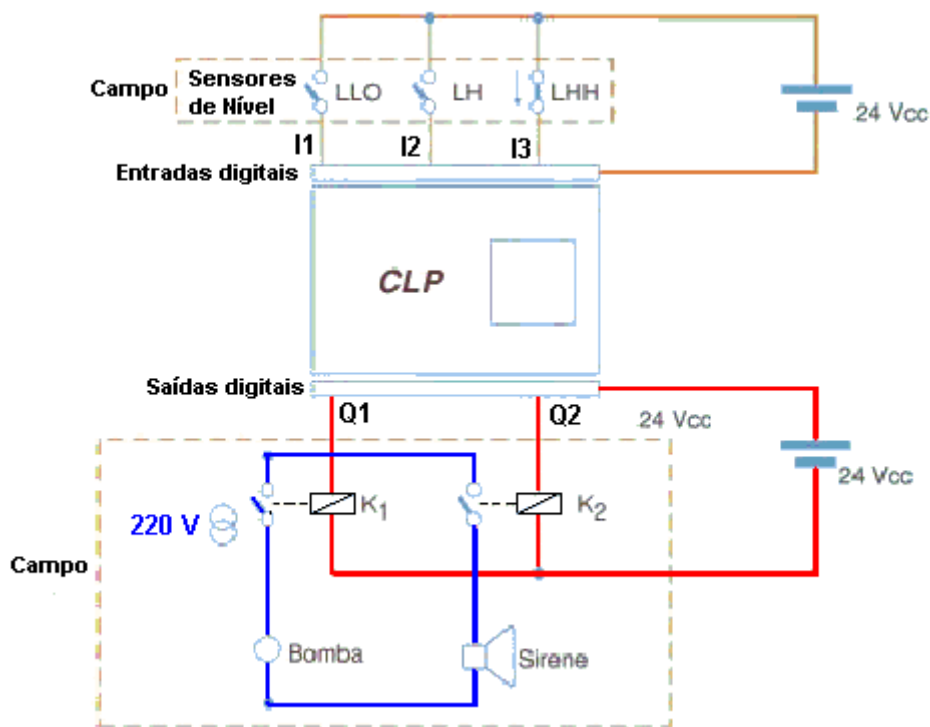 Campo
Sensores
de Nível
LLO
LH
LHH
24 Vcc
I1
I2
I3
Entradas digitais
CLP
Saídas digitais
Q1
Q2
24 Vcc
24 Vcc
K1
K2
220 V
Campo
Bomba
Sirene